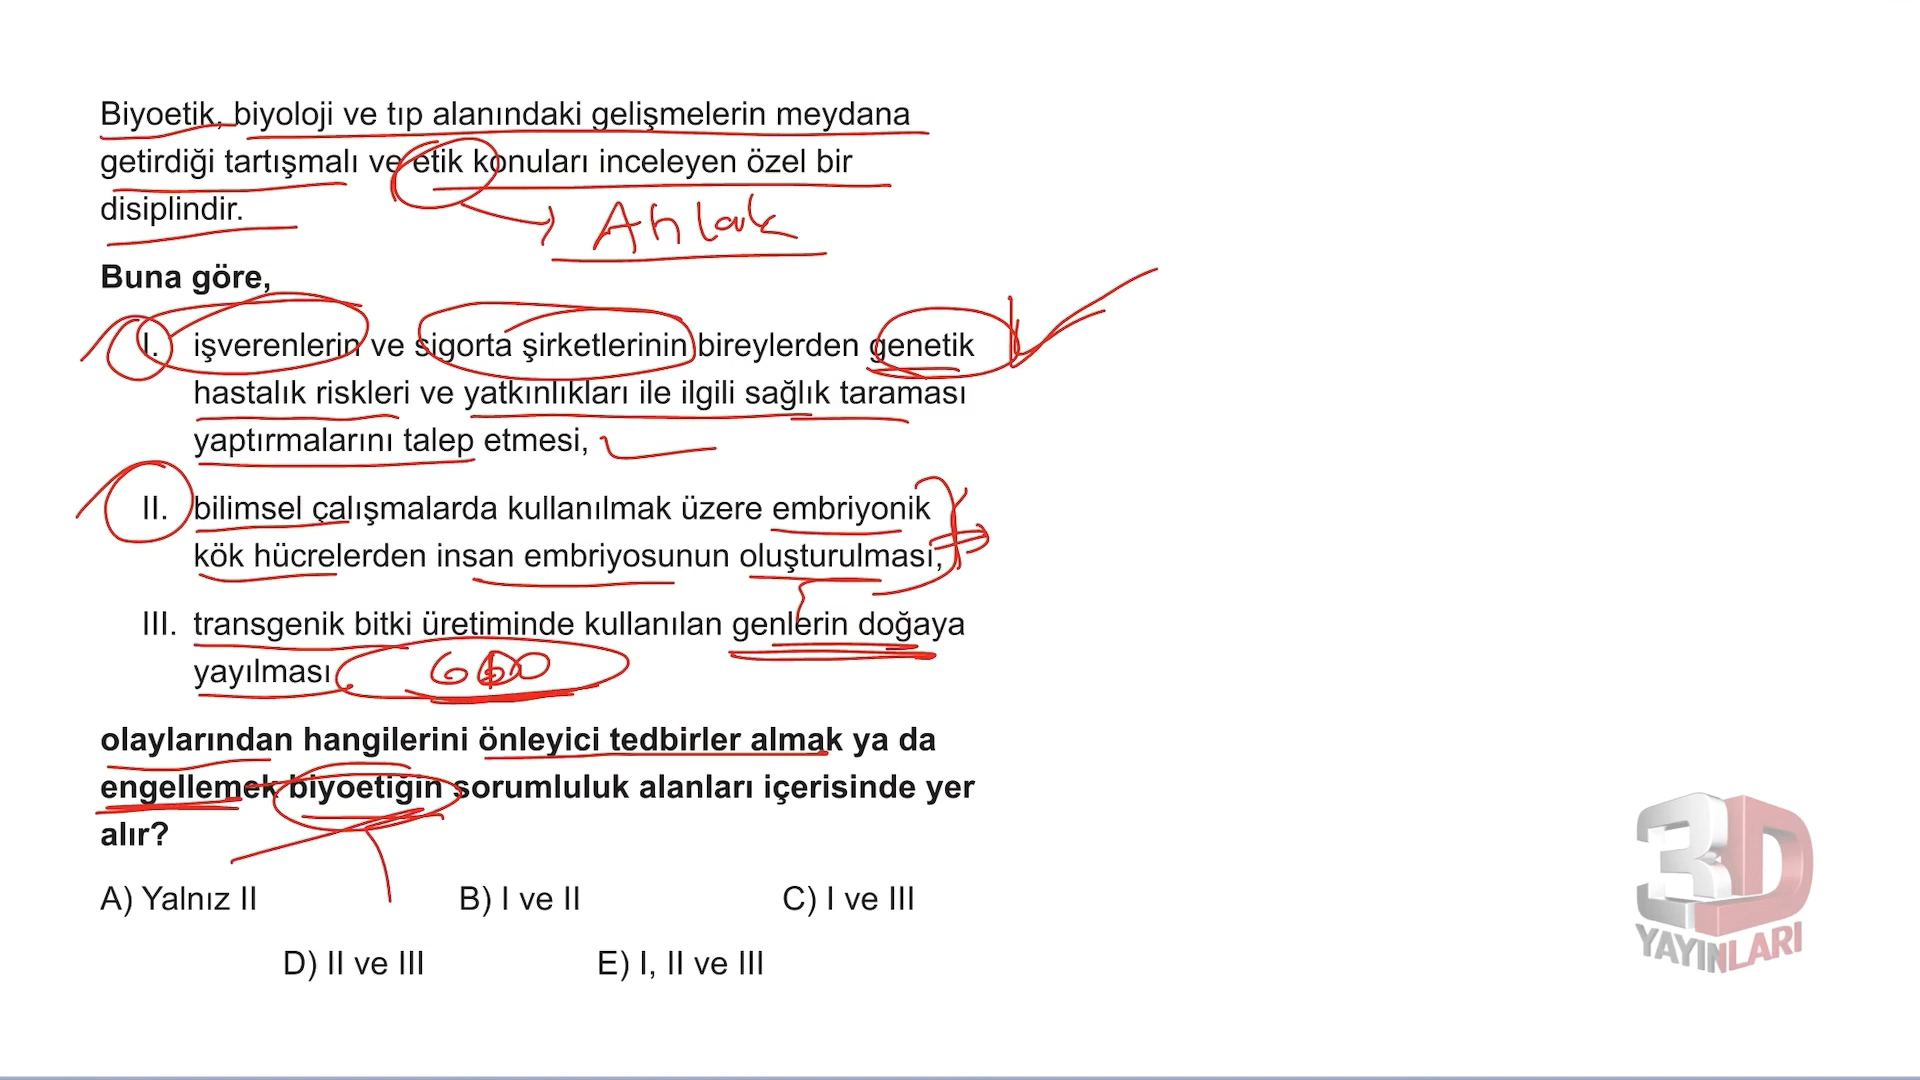 Biyoetik, biyoloji ve tıp alanındaki gelişmelerin meydana
getirdiği tartışmalı ve etik konuları inceleyen özel bir
disiplindir.
Ahlak
Buna göre,
I. işverenlerin ve sigorta şirketlerinin bireylerden genetik
hastalık riskleri ve yatkınlıkları ile ilgili sağlık taraması
yaptırmalarını talep etmesi,
II. bilimsel çalışmalarda kullanılmak üzere embriyonik
kök hücrelerden insan embriyosunun oluşturulması,
III. transgenik bitki üretiminde kullanılan genlerin doğaya
yayılması
olaylarından hangilerini önleyici tedbirler almak ya da
engellemek biyoetiğin sorumluluk alanları içerisinde yer
alır?
A) Yalnız II B) I ve II C) I ve III
D) II ve III E) I, II ve III
3D
YAYINLARI